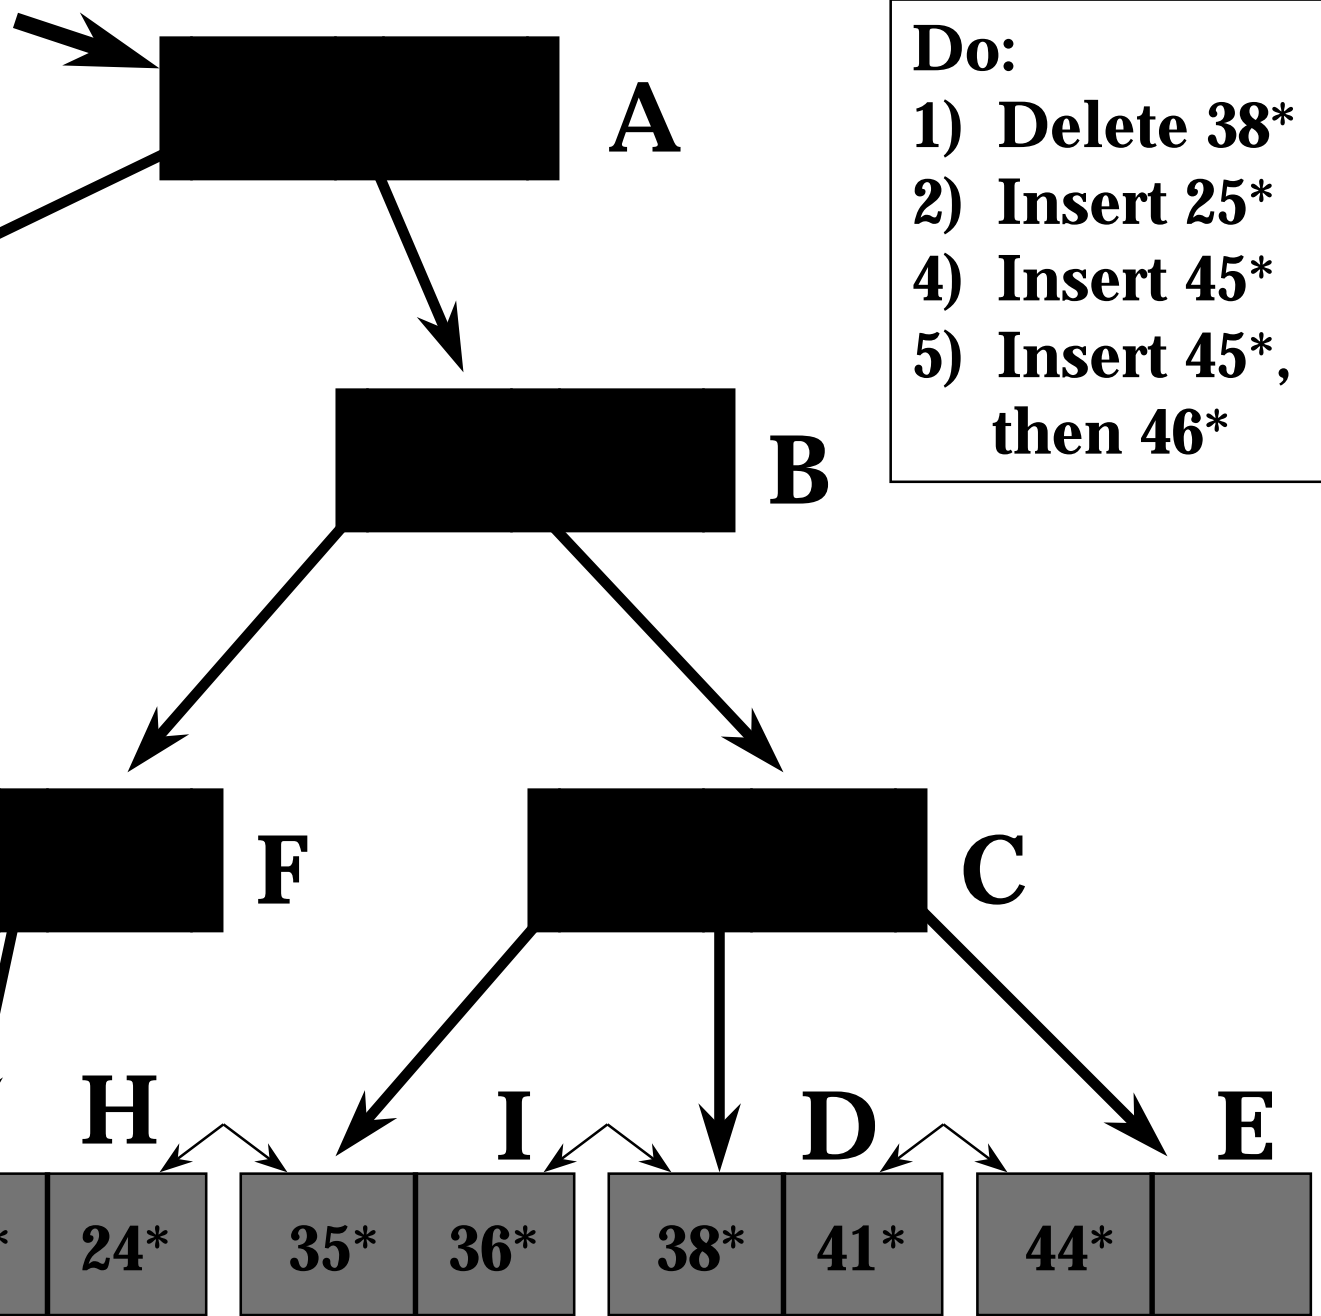 Do:
1) Delete 38*
2) Insert 25*
4) Insert 45*
5) Insert 45*,
then 46*
A
B
F
C
H
I
D
E
* 24* 35* 36* 38* 41* 44*